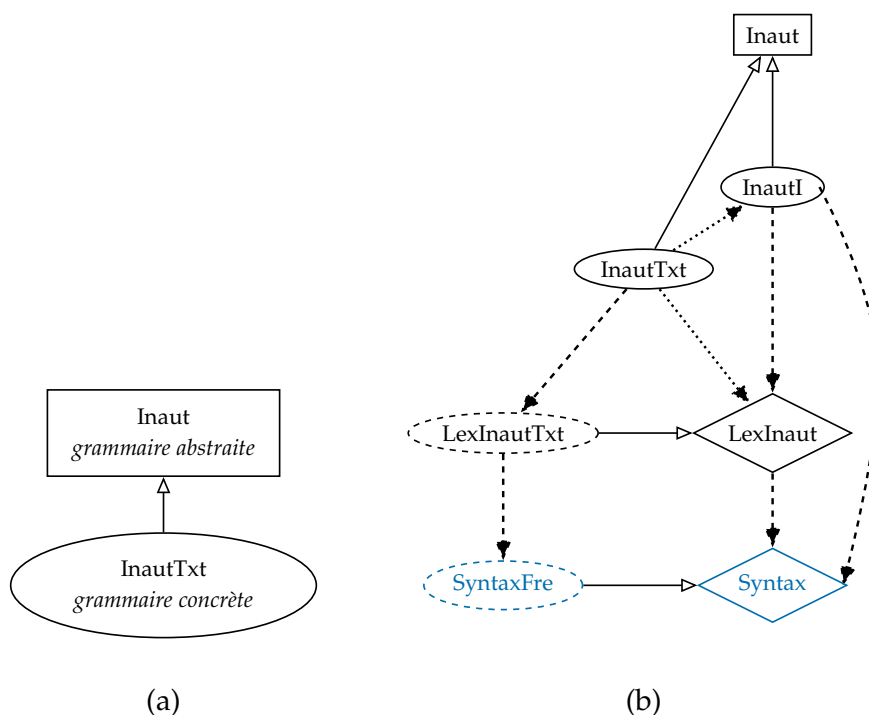 Inaut
InautI
InautTxt
Inaut
grammaire abstraite
LexInautTxt
LexInaut
InautTxt
grammaire concrète
SyntaxFre
Syntax
(a)
(b)